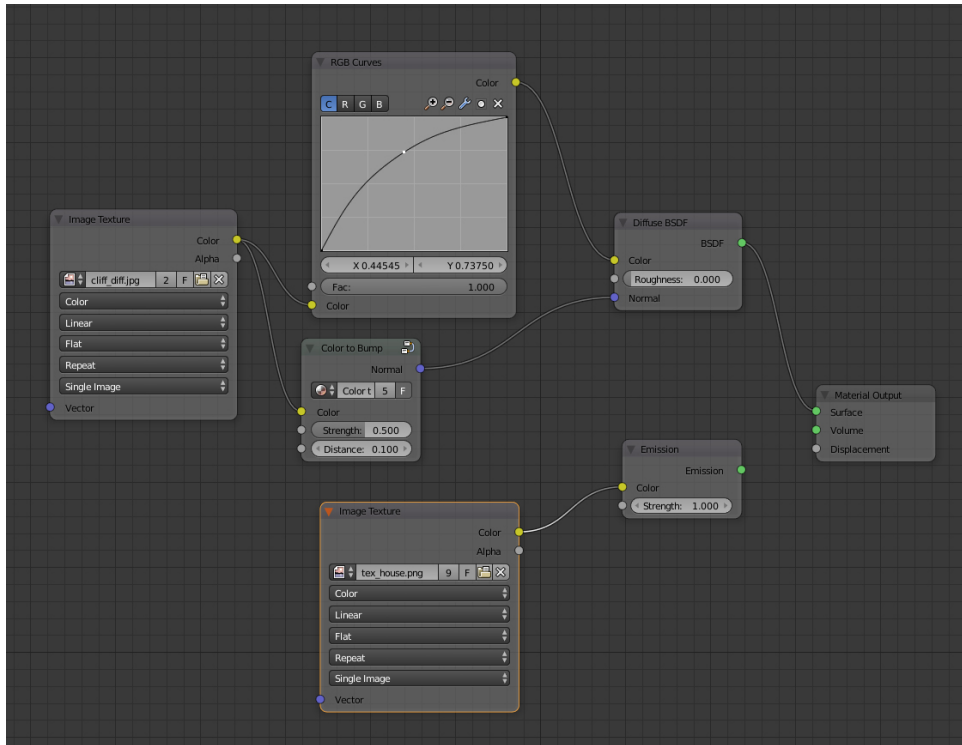 RGB Curves
Color
C R G B
X 0.44545 Y 0.73750
Fac: 1.000
Color
Image Texture
Color
Alpha
cliff_diff.jpg 2 F
Color
Linear
Flat
Repeat
Single Image
Vector
Color to Bump
Normal
Color t 5 F
Color
Strength: 0.500
Distance: 0.100
Diffuse BSDF
BSDF
Color
Roughness: 0.000
Normal
Material Output
Surface
Volume
Displacement
Emission
Emission
Color
Strength: 1.000
Image Texture
Color
Alpha
tex_house.png 9 F
Color
Linear
Flat
Repeat
Single Image
Vector